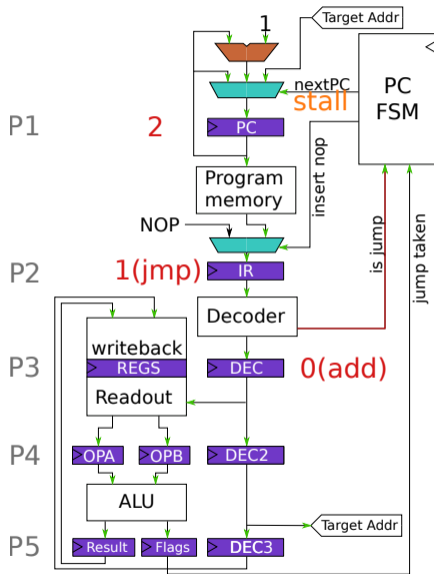 1
Target Addr
nextPC
stall
PC
FSM
P1
2
PC
Program
memory
insert nop
is jump
jump taken
NOP
P2
1(jmp)
IR
Decoder
writeback
P3
REGS
DEC
0(add)
Readout
P4
OPA
OPB
DEC2
ALU
Target Addr
P5
Result
Flags
DEC3